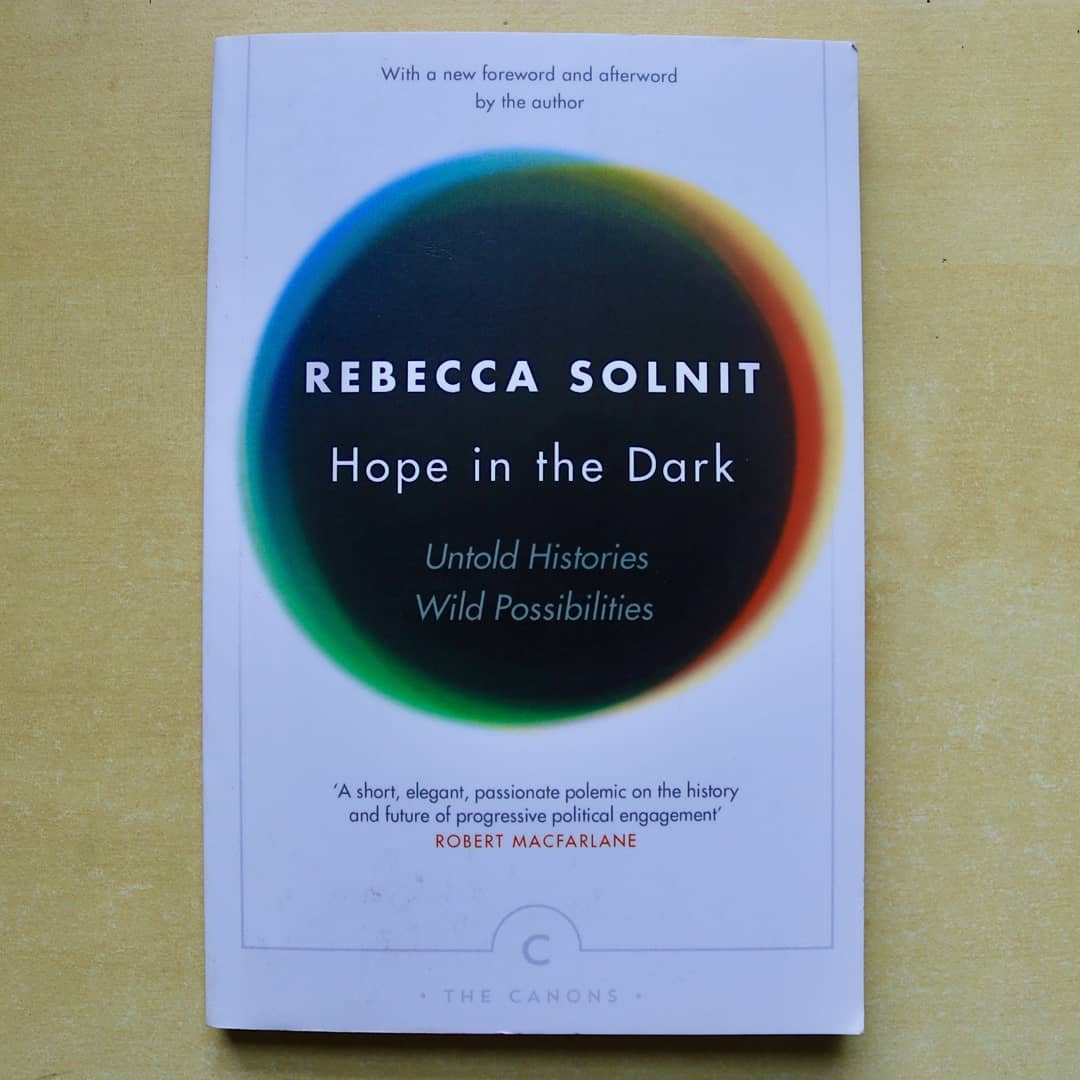 With a new foreword and afterword
by the author
REBECCA SOLNIT
Hope in the Dark
Untold Histories
Wild Possibilities
‘A short, elegant, passionate polemic on the history
and future of progressive political engagement’
ROBERT MACFARLANE
C
• THE CANONS •